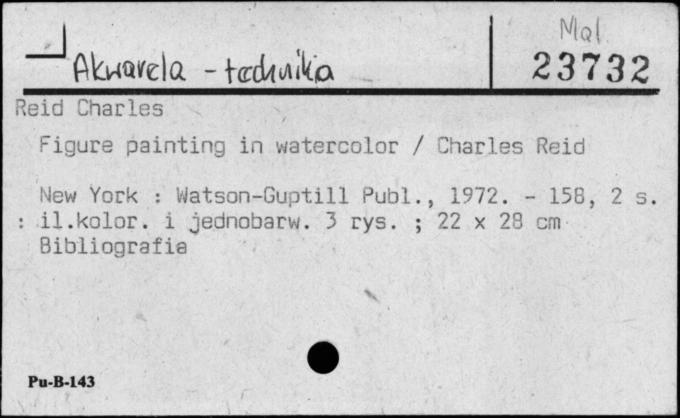 Mal
Akwarela - technika
23732
Reid Charles
Figure painting in watercolor / Charles Reid
New York : Watson-Guptill Publ., 1972. - 158, 2 s.
: il.kolor. i jednobarw. 3 rys. ; 22 x 28 cm
Bibliografia
Pu-B-143